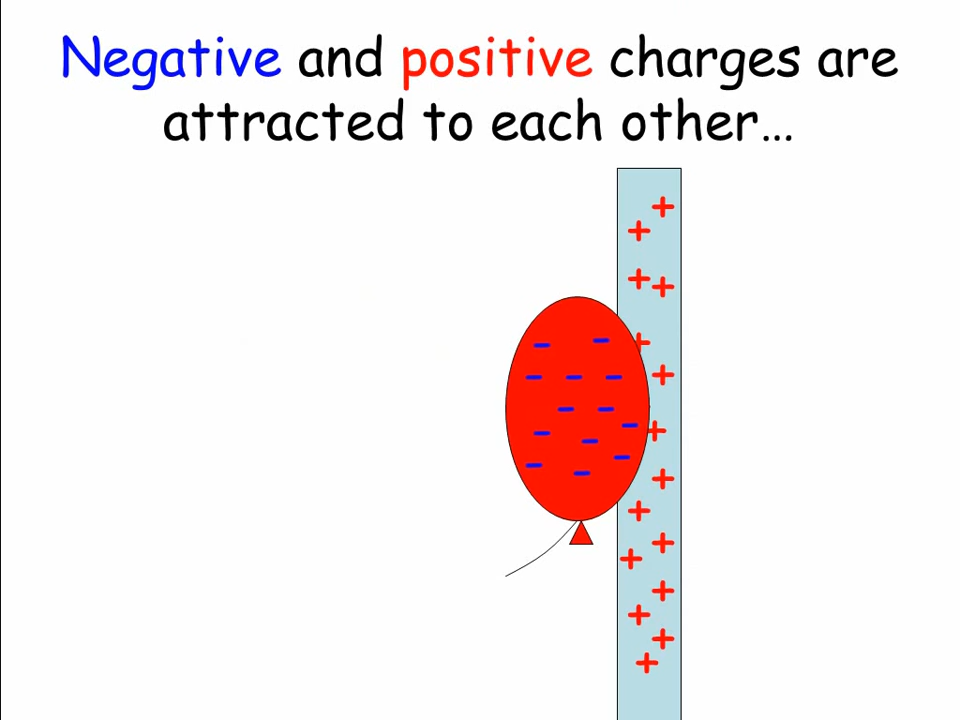 Negative and positive charges are
attracted to each other…